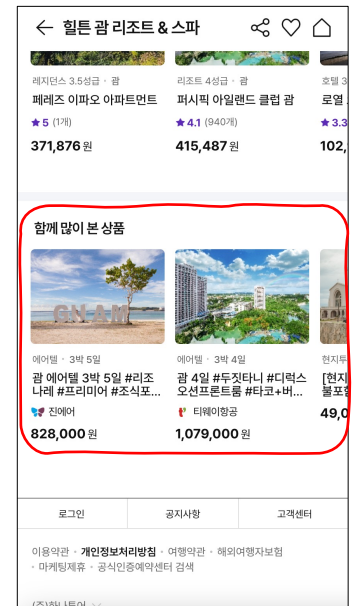 힐튼 괌 리조트 & 스파
레지던스 3.5성급 · 괌
리조트 4성급 · 괌
호텔 3
페레즈 이파오 아파트먼트
퍼시픽 아일랜드 클럽 괌
로열
★ 5 (1개)
★ 4.1 (940개)
★ 3.3
371,876 원
415,487 원
102,
함께 많이 본 상품
GUAM
에어텔 · 3박 5일
에어텔 · 3박 4일
현지투
괌 에어텔 3박 5일 #리조
나레 #프리미어 #조식포...
괌 4일 #두짓타니 #디럭스
오션프론트룸 #타코+버...
[현지
불포함
진에어
티웨이항공
49,0
828,000 원
1,079,000 원
로그인
공지사항
고객센터
이용약관 · 개인정보처리방침 · 여행약관 · 해외여행자보험
· 마케팅제휴 · 공식인증예약센터 검색
(주)하나투어